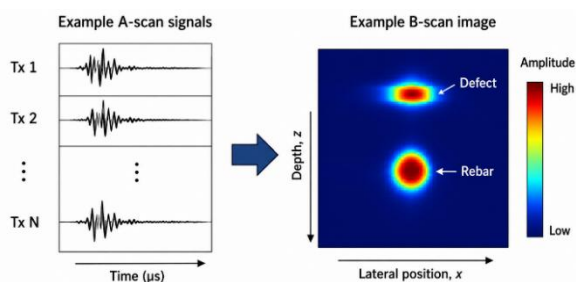 Example A-scan signals
Tx 1
Tx 2
⋮
⋮
Tx N
Time (μs)
Example B-scan image
Depth, z
Defect
Rebar
Lateral position, x
Amplitude
High
Low